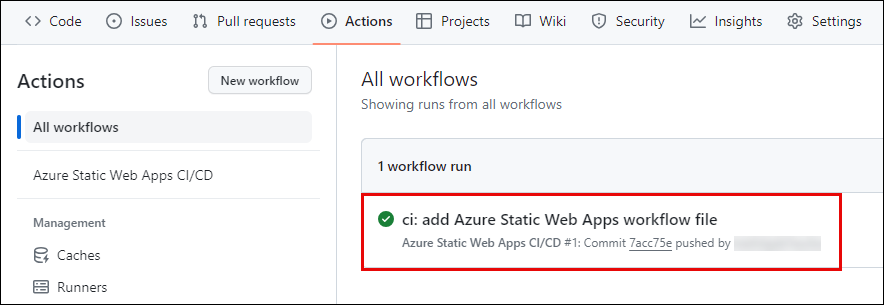 Code Issues Pull requests Actions Projects Wiki Security Insights Settings
Actions
New workflow
All workflows
Azure Static Web Apps CI/CD
Management
Caches
Runners
All workflows
Showing runs from all workflows
1 workflow run
ci: add Azure Static Web Apps workflow file
Azure Static Web Apps CI/CD #1: Commit 7acc75e pushed by